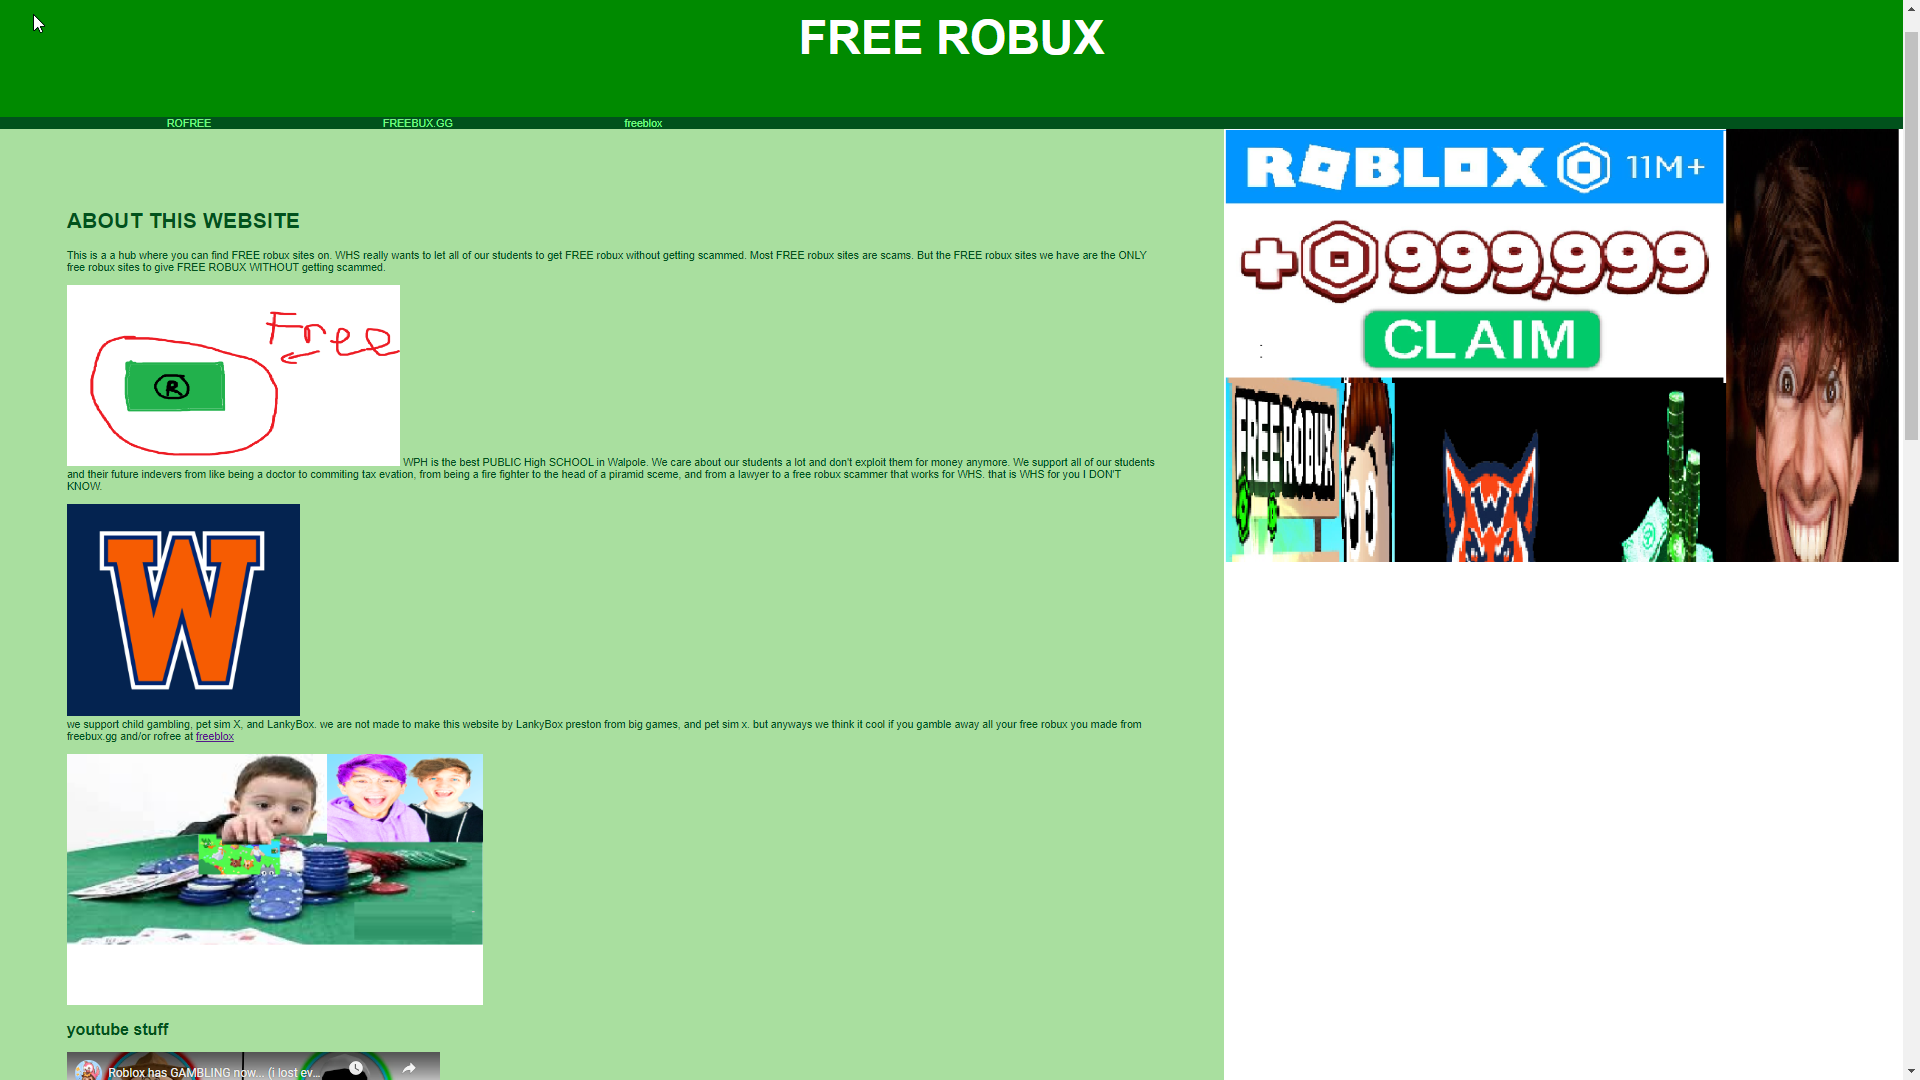 FREE ROBUX
ROFREE
FREEBUX.GG
freeblox
ABOUT THIS WEBSITE
This is a a hub where you can find FREE robux sites on. WHS really wants to let all of our students to get FREE robux without getting scammed. Most FREE robux sites are scams. But the FREE robux sites we have are the ONLY
free robux sites to give FREE ROBUX WITHOUT getting scammed.
Free
R
WPH is the best PUBLIC High SCHOOL in Walpole. We care about our students a lot and don't exploit them for money anymore. We support all of our students
and their future indevers from like being a doctor to commiting tax evation, from being a fire fighter to the head of a piramid sceme, and from a lawyer to a free robux scammer that works for WHS. that is WHS for you I DON'T
KNOW.
W
we support child gambling, pet sim X, and LankyBox. we are not made to make this website by LankyBox preston from big games, and pet sim x. but anyways we think it cool if you gamble away all your free robux you made from
freebux.gg and/or rofree at freeblox
youtube stuff
Roblox has GAMBLING now... (i lost ev...
ROBLOX 11M+
+ 999,999
CLAIM
FREE ROBUX